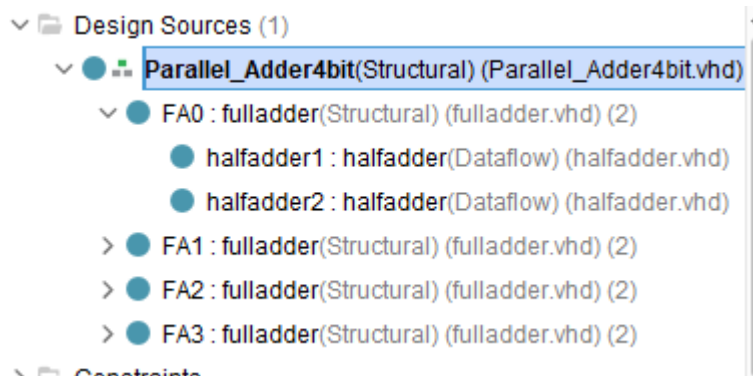 Design Sources (1)
Parallel_Adder4bit(Structural) (Parallel_Adder4bit.vhd)
FA0 : fulladder(Structural) (fulladder.vhd) (2)
halfadder1 : halfadder(Dataflow) (halfadder.vhd)
halfadder2 : halfadder(Dataflow) (halfadder.vhd)
FA1 : fulladder(Structural) (fulladder.vhd) (2)
FA2 : fulladder(Structural) (fulladder.vhd) (2)
FA3 : fulladder(Structural) (fulladder.vhd) (2)
Constraints